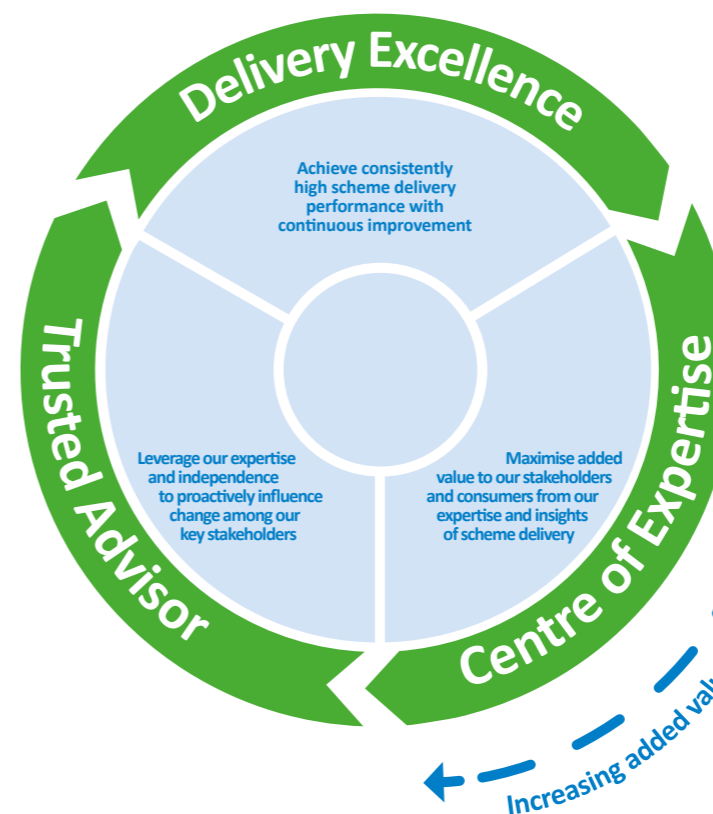 Delivery Excellence
Achieve consistently
high scheme delivery
performance with
continuous improvement
Centre of Expertise
Maximise added
value to our stakeholders
and consumers from our
expertise and insights
of scheme delivery
Trusted Advisor
Leverage our expertise
and independence
to proactively influence
change among our
key stakeholders
Increasing added